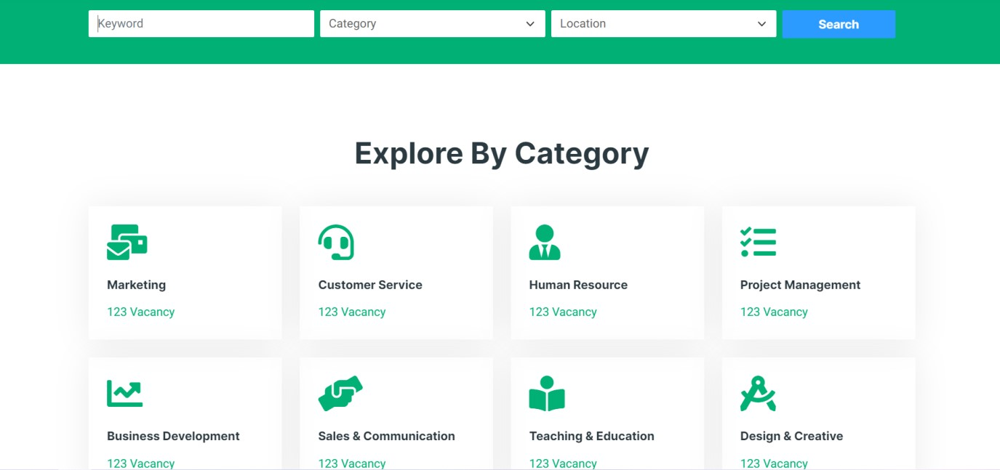 Keyword Category Location Search
Explore By Category
Marketing Customer Service Human Resource Project Management
123 Vacancy 123 Vacancy 123 Vacancy 123 Vacancy
Business Development Sales & Communication Teaching & Education Design & Creative
123 Vacancy 123 Vacancy 123 Vacancy 123 Vacancy